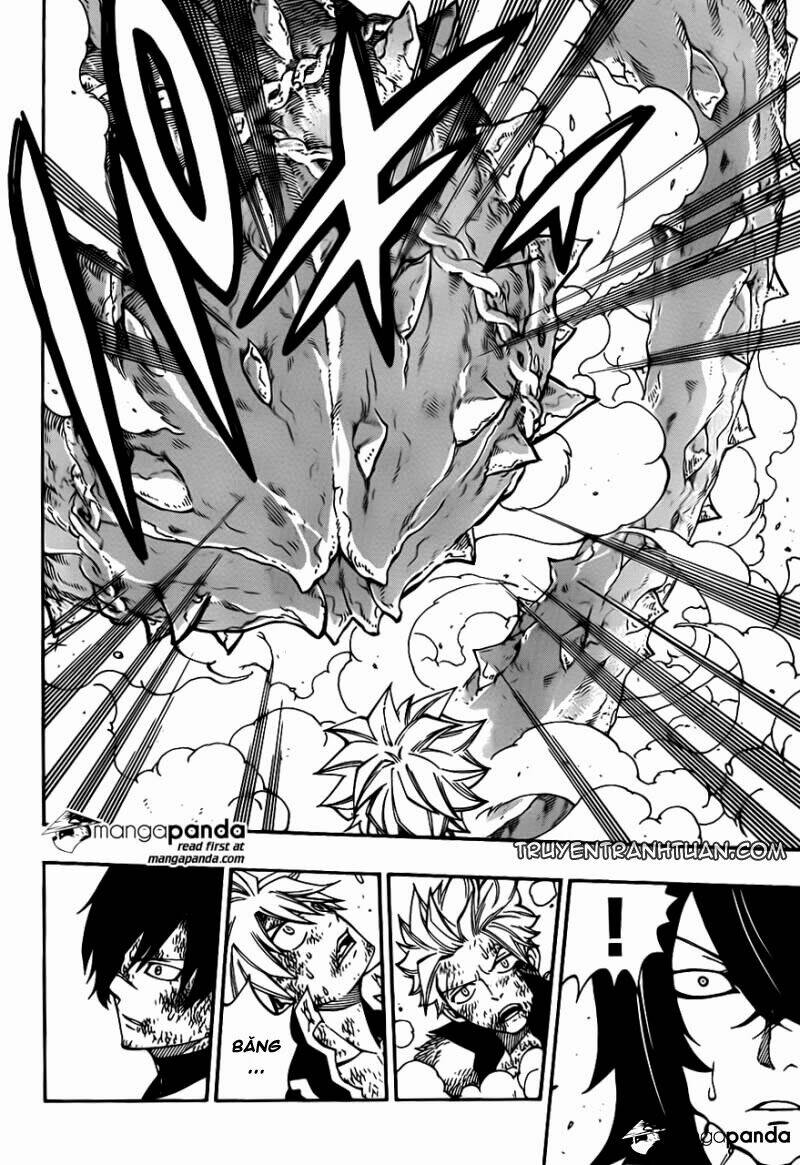 mangapanda
read first at
mangapanda.com
TRUYENTRANHTUAN.COM
!
BĂNG
...
mangapanda